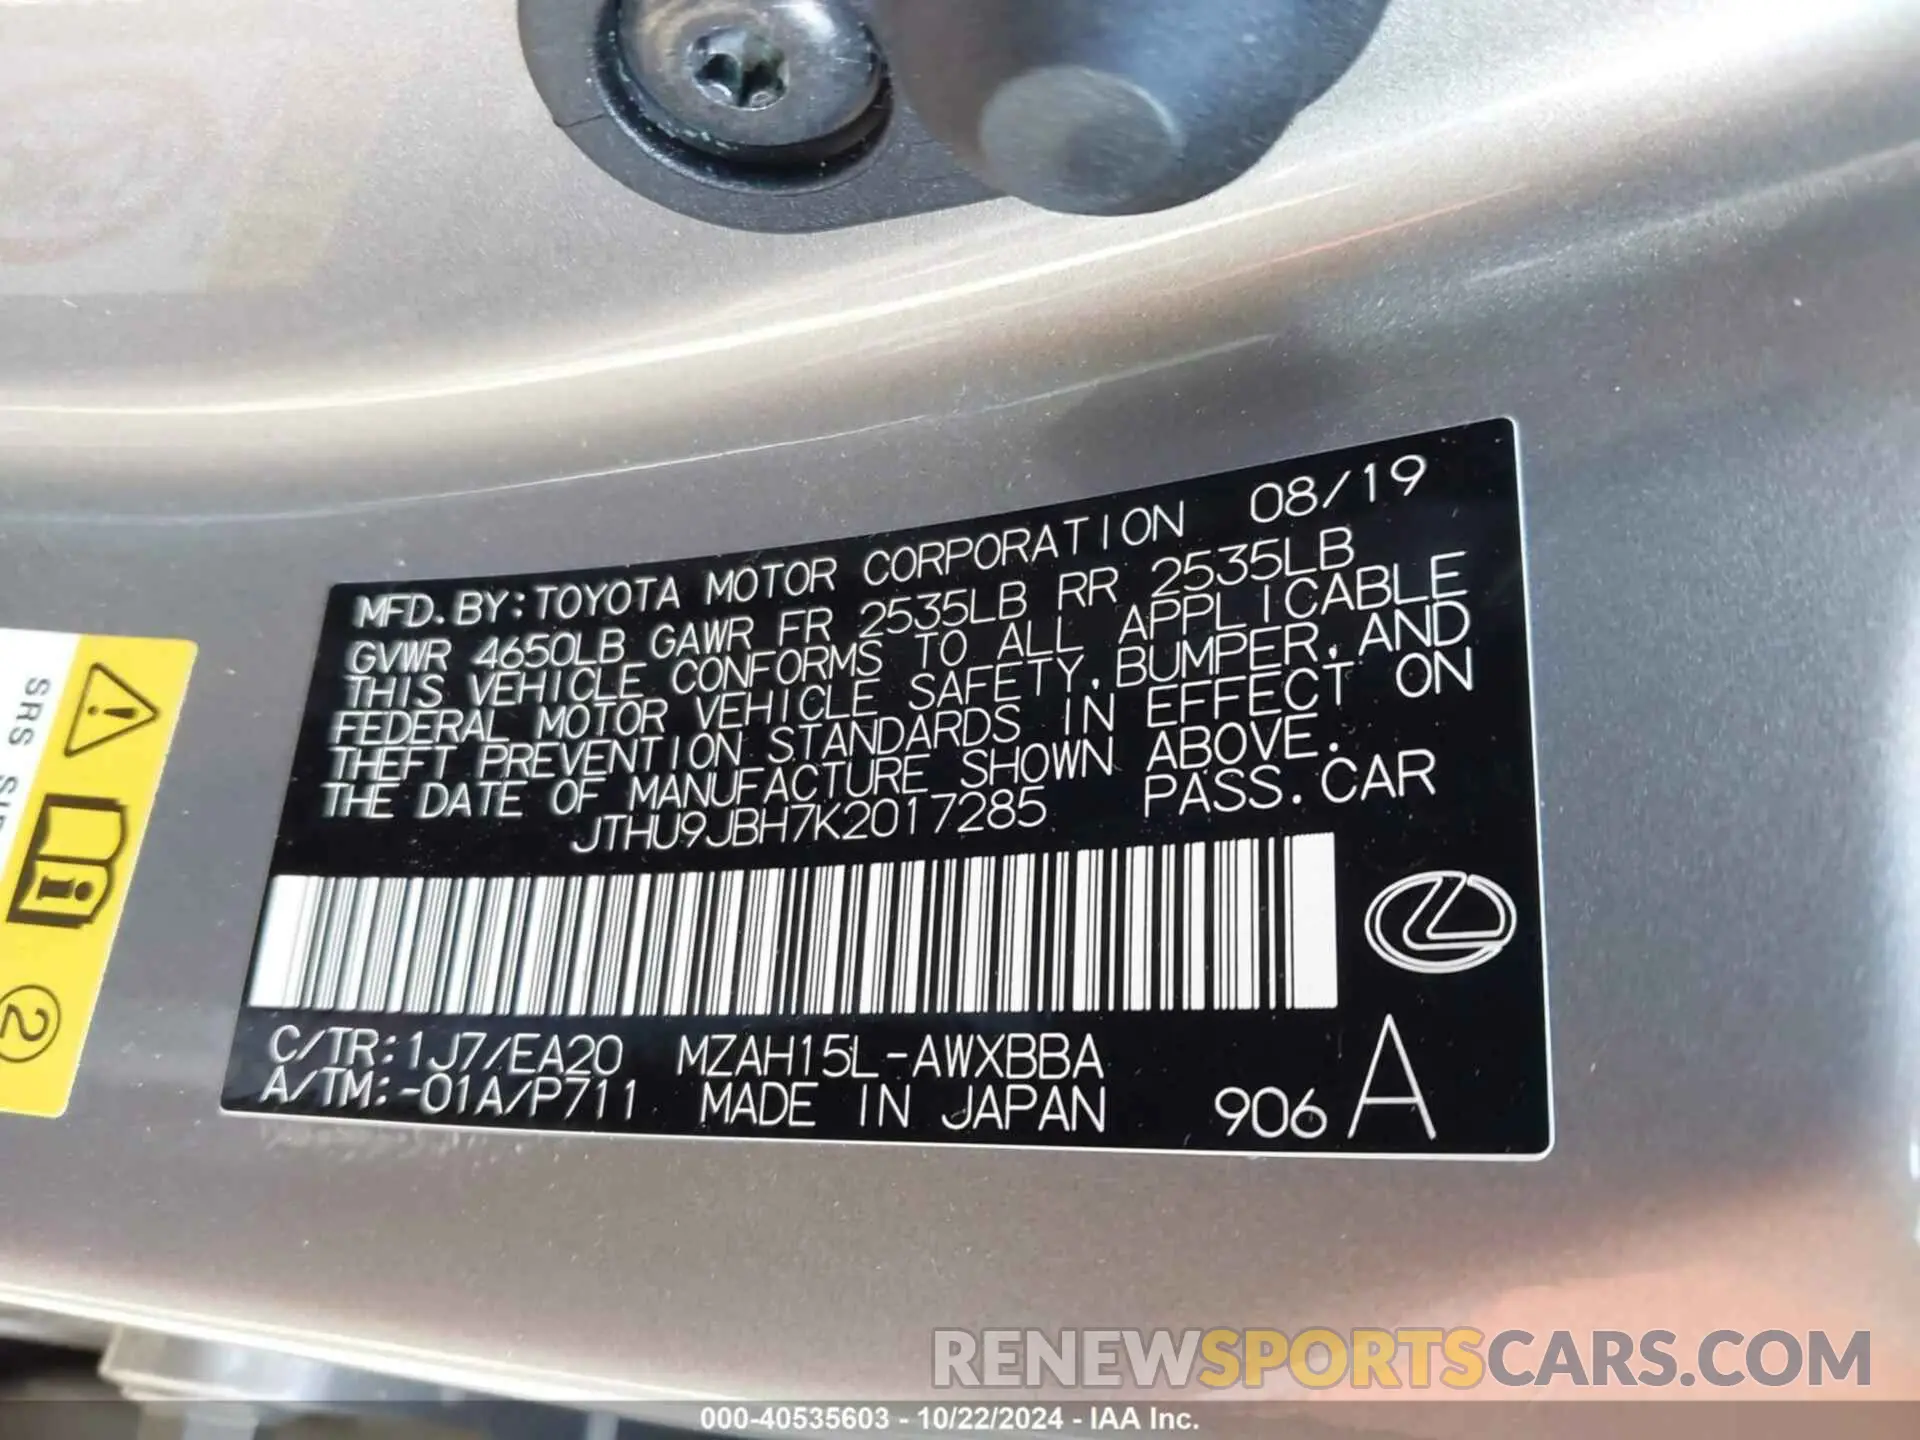 MFD.BY:TOYOTA MOTOR CORPORATION 08/19
GVWR 4650LB GAWR FR 2535LB RR 2535LB
THIS VEHICLE CONFORMS TO ALL APPLICABLE
FEDERAL MOTOR VEHICLE SAFETY,BUMPER,AND
THEFT PREVENTION STANDARDS IN EFFECT ON
THE DATE OF MANUFACTURE SHOWN ABOVE.
JTHU9JBH7K2017285 PASS.CAR
C/TR:1J7/EA20 MZAH15L-AWXBBA
A/TM:-01A/P711 MADE IN JAPAN 906 A
SRS
2
RENEWSPORTSCARS.COM
000-40535603 - 10/22/2024 - IAA Inc.